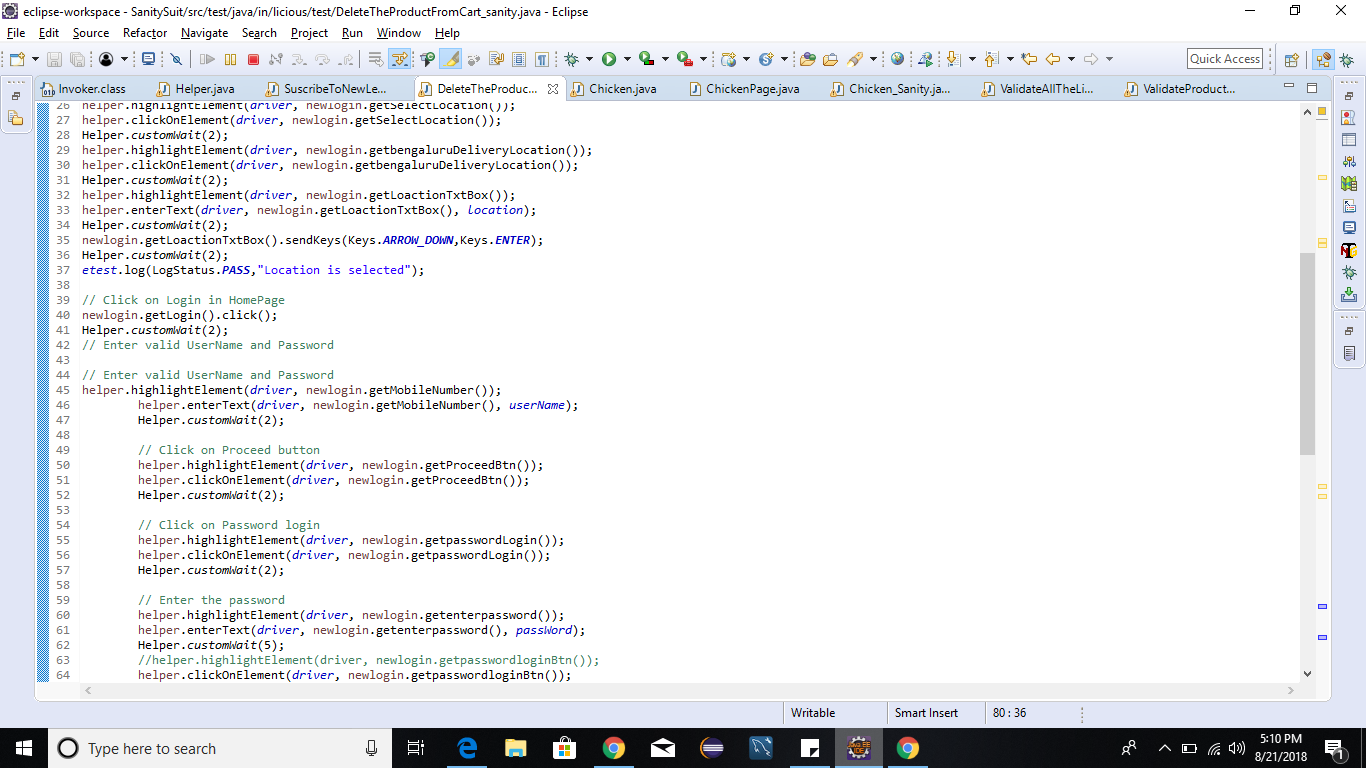 eclipse-workspace - SanitySuit/src/test/java/in/licious/test/DeleteTheProductFromCart_sanity.java - Eclipse
File Edit Source Refactor Navigate Search Project Run Window Help
Quick Access
Invoker.class Helper.java SuscribeToNewLe... DeleteTheProduc... Chicken.java ChickenPage.java Chicken_Sanity.ja... ValidateAllTheLi... ValidateProduct...
26 helper.highlightElement(driver, newlogin.getSelectLocation());
27 helper.clickOnElement(driver, newlogin.getSelectLocation());
28 Helper.customWait(2);
29 helper.highlightElement(driver, newlogin.getbengaluruDeliveryLocation());
30 helper.clickOnElement(driver, newlogin.getbengaluruDeliveryLocation());
31 Helper.customWait(2);
32 helper.highlightElement(driver, newlogin.getLoactionTxtBox());
33 helper.enterText(driver, newlogin.getLoactionTxtBox(), location);
34 Helper.customWait(2);
35 newlogin.getLoactionTxtBox().sendKeys(Keys.ARROW_DOWN,Keys.ENTER);
36 Helper.customWait(2);
37 etest.log(LogStatus.PASS,"Location is selected");
38
39 // Click on Login in HomePage
40 newlogin.getLogin().click();
41 Helper.customWait(2);
42 // Enter valid UserName and Password
43
44 // Enter valid UserName and Password
45 helper.highlightElement(driver, newlogin.getMobileNumber());
46 helper.enterText(driver, newlogin.getMobileNumber(), userName);
47 Helper.customWait(2);
48
49 // Click on Proceed button
50 helper.highlightElement(driver, newlogin.getProceedBtn());
51 helper.clickOnElement(driver, newlogin.getProceedBtn());
52 Helper.customWait(2);
53
54 // Click on Password login
55 helper.highlightElement(driver, newlogin.getpasswordLogin());
56 helper.clickOnElement(driver, newlogin.getpasswordLogin());
57 Helper.customWait(2);
58
59 // Enter the password
60 helper.highlightElement(driver, newlogin.getenterpassword());
61 helper.enterText(driver, newlogin.getenterpassword(), passWord);
62 Helper.customWait(5);
63 //helper.highlightElement(driver, newlogin.getpasswordloginBtn());
64 helper.clickOnElement(driver, newlogin.getpasswordloginBtn());
Writable Smart Insert 80 : 36
Type here to search
5:10 PM
8/21/2018
1